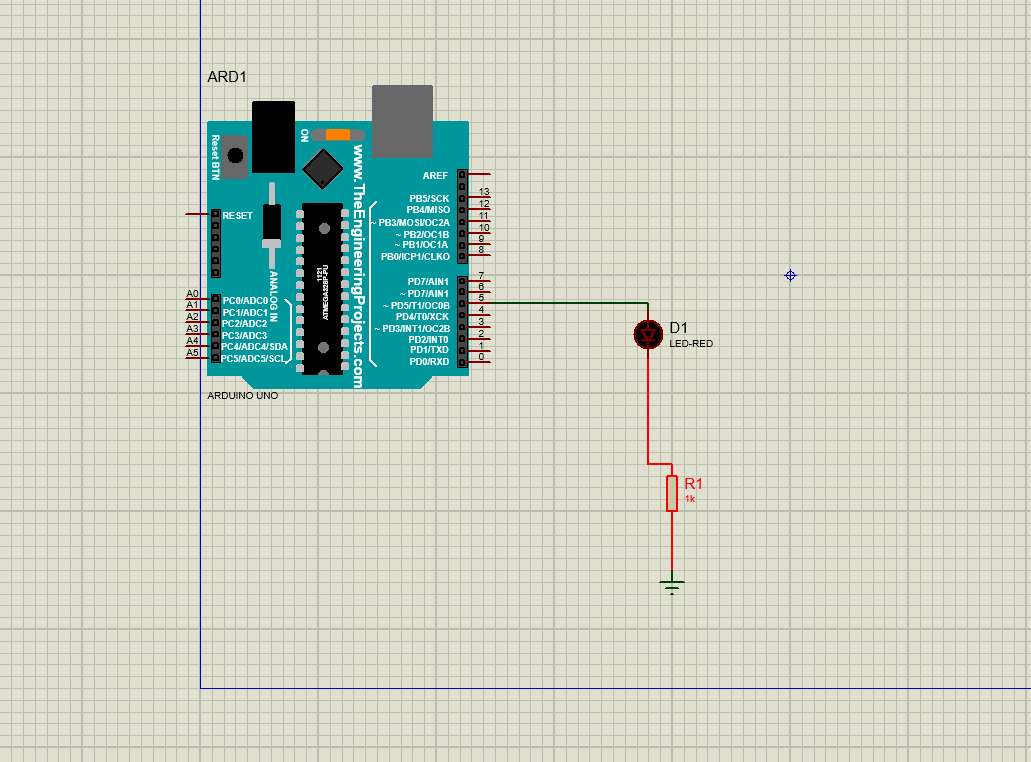 ARD1
Reset BTN
ON
www.TheEngineeringProjects.com
1121
ATMEGA328P-PU
ANALOG IN
RESET
AREF
PB5/SCK 13
PB4/MISO 12
~ PB3/MOSI/OC2A 11
~ PB2/OC1B 10
~ PB1/OC1A 9
PB0/ICP1/CLKO 8
PD7/AIN1 7
~ PD7/AIN1 6
~ PD5/T1/OC0B 5
PD4/T0/XCK 4
~ PD3/INT1/OC2B 3
PD2/INT0 2
PD1/TXD 1
PD0/RXD 0
A0 PC0/ADC0
A1 PC1/ADC1
A2 PC2/ADC2
A3 PC3/ADC3
A4 PC4/ADC4/SDA
A5 PC5/ADC5/SCL
ARDUINO UNO
D1
LED-RED
R1
1k